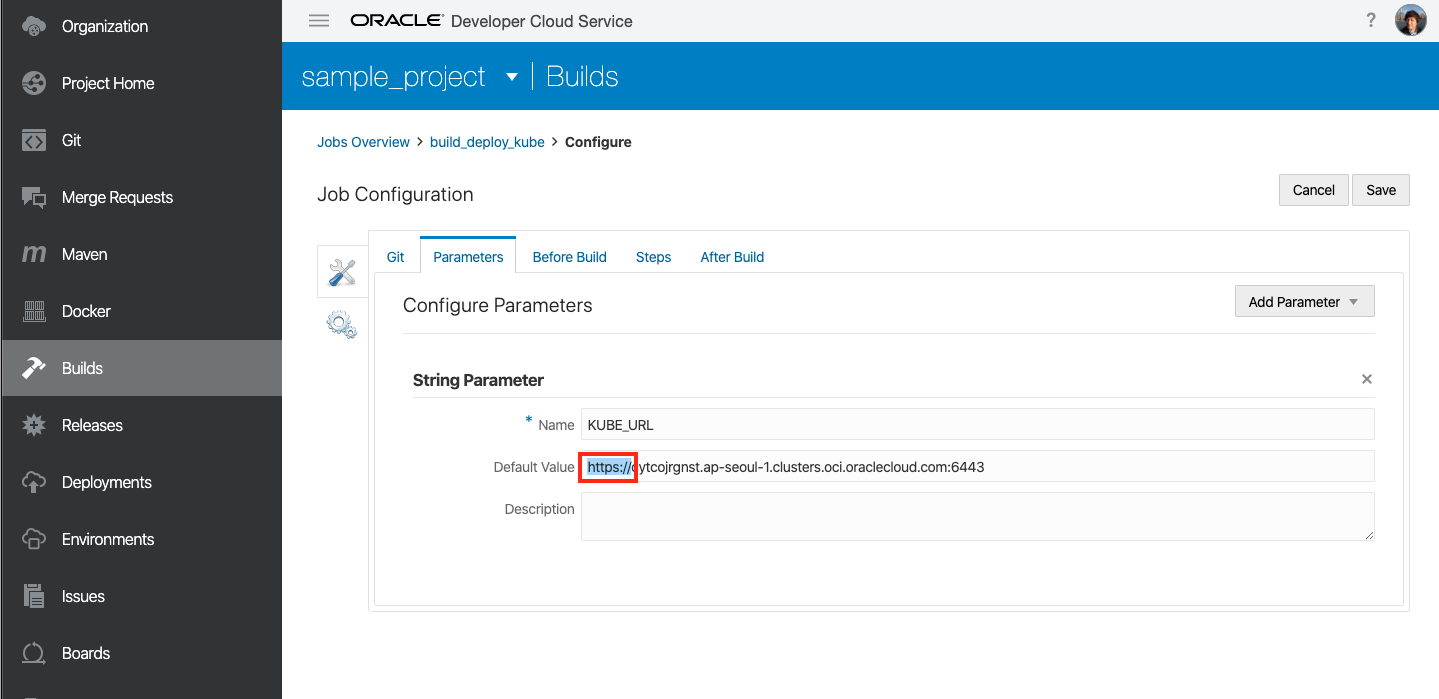 Organization
Project Home
Git
Merge Requests
m Maven
Docker
Builds
Releases
Deployments
Environments
Issues
Boards
ORACLE Developer Cloud Service
?
sample_project Builds
Jobs Overview > build_deploy_kube > Configure
Job Configuration
Cancel Save
Git Parameters Before Build Steps After Build
Configure Parameters
Add Parameter
String Parameter
* Name KUBE_URL
Default Value https://qytcojrgnst.ap-seoul-1.clusters.oci.oraclecloud.com:6443
Description